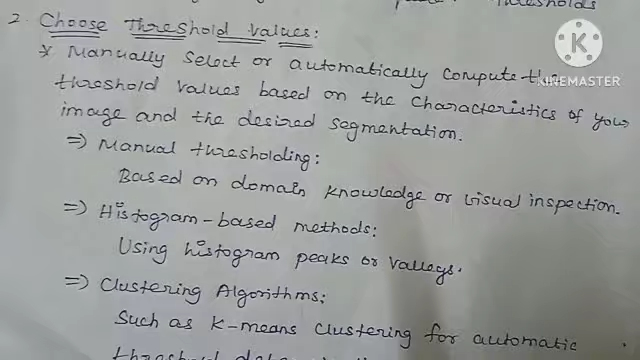 Thresholds
2. Choose Threshold Values:
* Manually Select or automatically compute the
threshold values based on the characteristics of your
image and the desired segmentation.
⇒ Manual thresholding:
Based on domain knowledge or visual inspection.
⇒ Histogram-based methods:
Using histogram peaks or valleys.
⇒ Clustering Algorithms:
Such as K-means clustering for automatic
threshold
K
KINEMASTER